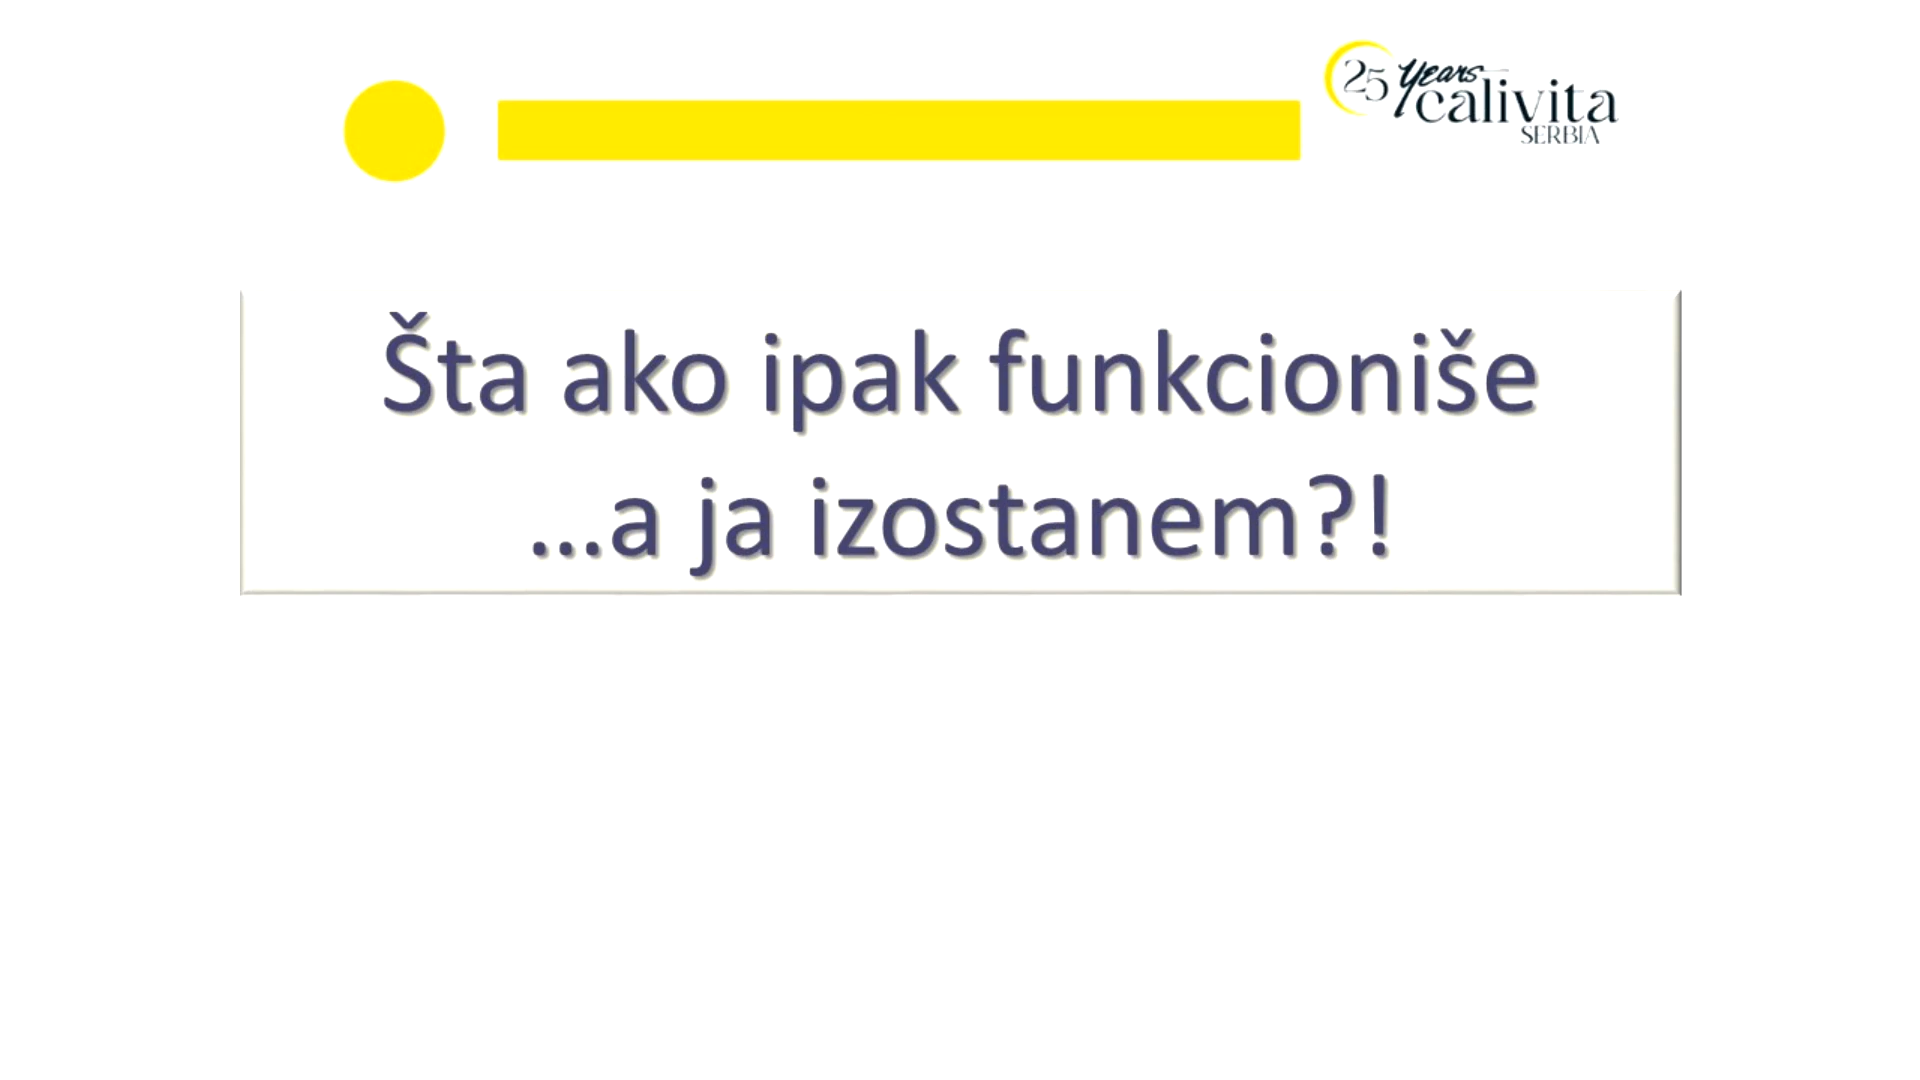 25 Years
calivita
SERBIA
Šta ako ipak funkcioniše
...a ja izostanem?!